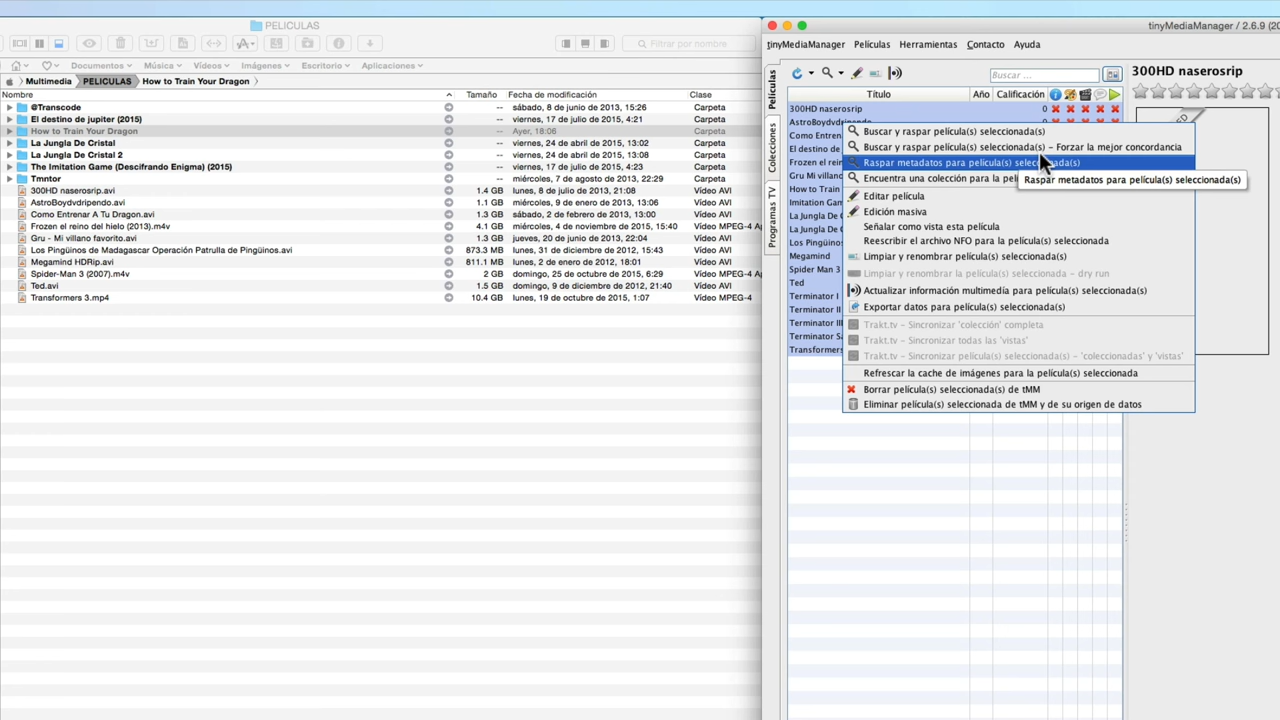 PELICULAS
Filtrar por nombre
Documentos Música Vídeos Imágenes Escritorio Aplicaciones
Multimedia PELICULAS How to Train Your Dragon
Nombre Tamaño Fecha de modificación Clase
@Transcode -- sábado, 8 de junio de 2013, 15:26 Carpeta
El destino de jupiter (2015) -- viernes, 17 de julio de 2015, 4:21 Carpeta
How to Train Your Dragon -- Ayer, 18:06 Carpeta
La Jungla De Cristal -- viernes, 24 de abril de 2015, 13:02 Carpeta
La Jungla De Cristal 2 -- viernes, 24 de abril de 2015, 13:02 Carpeta
The Imitation Game (Descifrando Enigma) (2015) -- viernes, 17 de julio de 2015, 4:23 Carpeta
Tmntor -- miércoles, 7 de agosto de 2013, 22:29 Carpeta
300HD naserosrip.avi 1.4 GB lunes, 8 de julio de 2013, 21:08 Vídeo AVI
AstroBoydvdripendo.avi 1.3 GB miércoles, 9 de enero de 2013, 13:06 Vídeo AVI
Como Entrenar A Tu Dragon.avi 1.3 GB sábado, 2 de febrero de 2013, 13:00 Vídeo AVI
Frozen el reino del hielo (2013).m4v 4.1 GB martes, 4 de noviembre de 2015, 15:40 Vídeo MPEG-4 Ap
Gru - Mi villano favorito.avi 1.3 GB jueves, 20 de junio de 2013, 22:04 Vídeo AVI
Los Pingüinos de Madagascar Operación Patrulla de Pingüinos.avi 873.3 MB lunes, 31 de diciembre de 2012, 15:43 Vídeo AVI
Megamind HDRip.avi 811.1 MB lunes, 2 de enero de 2012, 18:01 Vídeo AVI
Spider-Man 3 (2007).m4v 2 GB domingo, 25 de octubre de 2015, 6:29 Vídeo MPEG-4 Ap
Ted.avi 1.5 GB domingo, 9 de diciembre de 2012, 21:40 Vídeo AVI
Transformers 3.mp4 10.4 GB lunes, 19 de octubre de 2015, 1:07 Vídeo MPEG-4
tinyMediaManager / 2.6.9 (20
tinyMediaManager Películas Herramientas Contacto Ayuda
Películas
Colecciones
Programas TV
Buscar ...
Título Año Calificación
300HD naserosrip 0
AstroBoydvdripendo
Como Entren
El destino de
Frozen el rei
Gru Mi villano
How to Train
Imitation Gam
La Jungla De C
La Jungla De
Los Pingüino
Megamind
Spider Man 3
Ted
Terminator I
Terminator II
Terminator III
Terminator Sa
Transformers
300HD naserosrip
Buscar y raspar película(s) seleccionada(s)
Buscar y raspar película(s) seleccionada(s) - Forzar la mejor concordancia
Raspar metadatos para película(s) seleccionada(s)
Encuentra una colección para la pelí
Raspar metadatos para película(s) seleccionada(s)
Editar película
Edición masiva
Señalar como vista esta película
Reescribir el archivo NFO para la película(s) seleccionada
Limpiar y renombrar película(s) seleccionada(s)
Limpiar y renombrar la película(s) seleccionada - dry run
Actualizar información multimedía para película(s) seleccionada(s)
Exportar datos para película(s) seleccionada(s)
Trakt.tv - Sincronizar 'colección' completa
Trakt.tv - Sincronizar todas las 'vistas'
Trakt.tv - Sincronizar película(s) seleccionada(s) - 'coleccionadas' y 'vistas'
Refrescar la cache de imágenes para la película(s) seleccionada
Borrar película(s) seleccionada(s) de tMM
Eliminar película(s) seleccionada de tMM y de su origen de datos